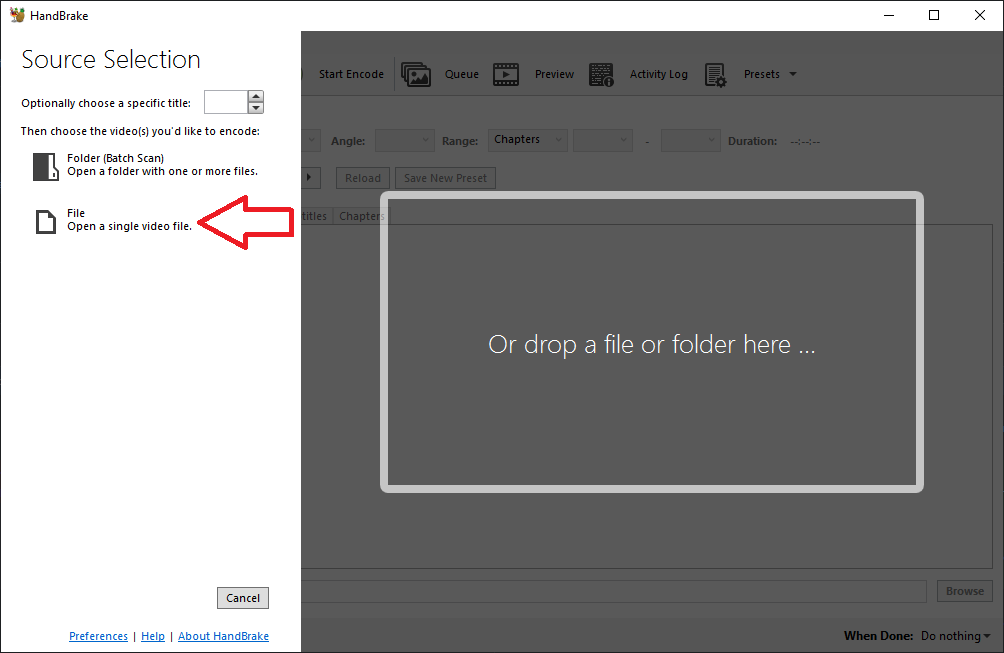 HandBrake
Source Selection
Optionally choose a specific title:
Then choose the video(s) you'd like to encode:
Folder (Batch Scan)
Open a folder with one or more files.
File
Open a single video file.
Cancel
Preferences | Help | About HandBrake
Start Encode
Queue
Preview
Activity Log
Presets
Angle:
Range:
Chapters
-
Duration:
--:--:--
Reload
Save New Preset
titles
Chapters
Or drop a file or folder here ...
Browse
When Done: Do nothing